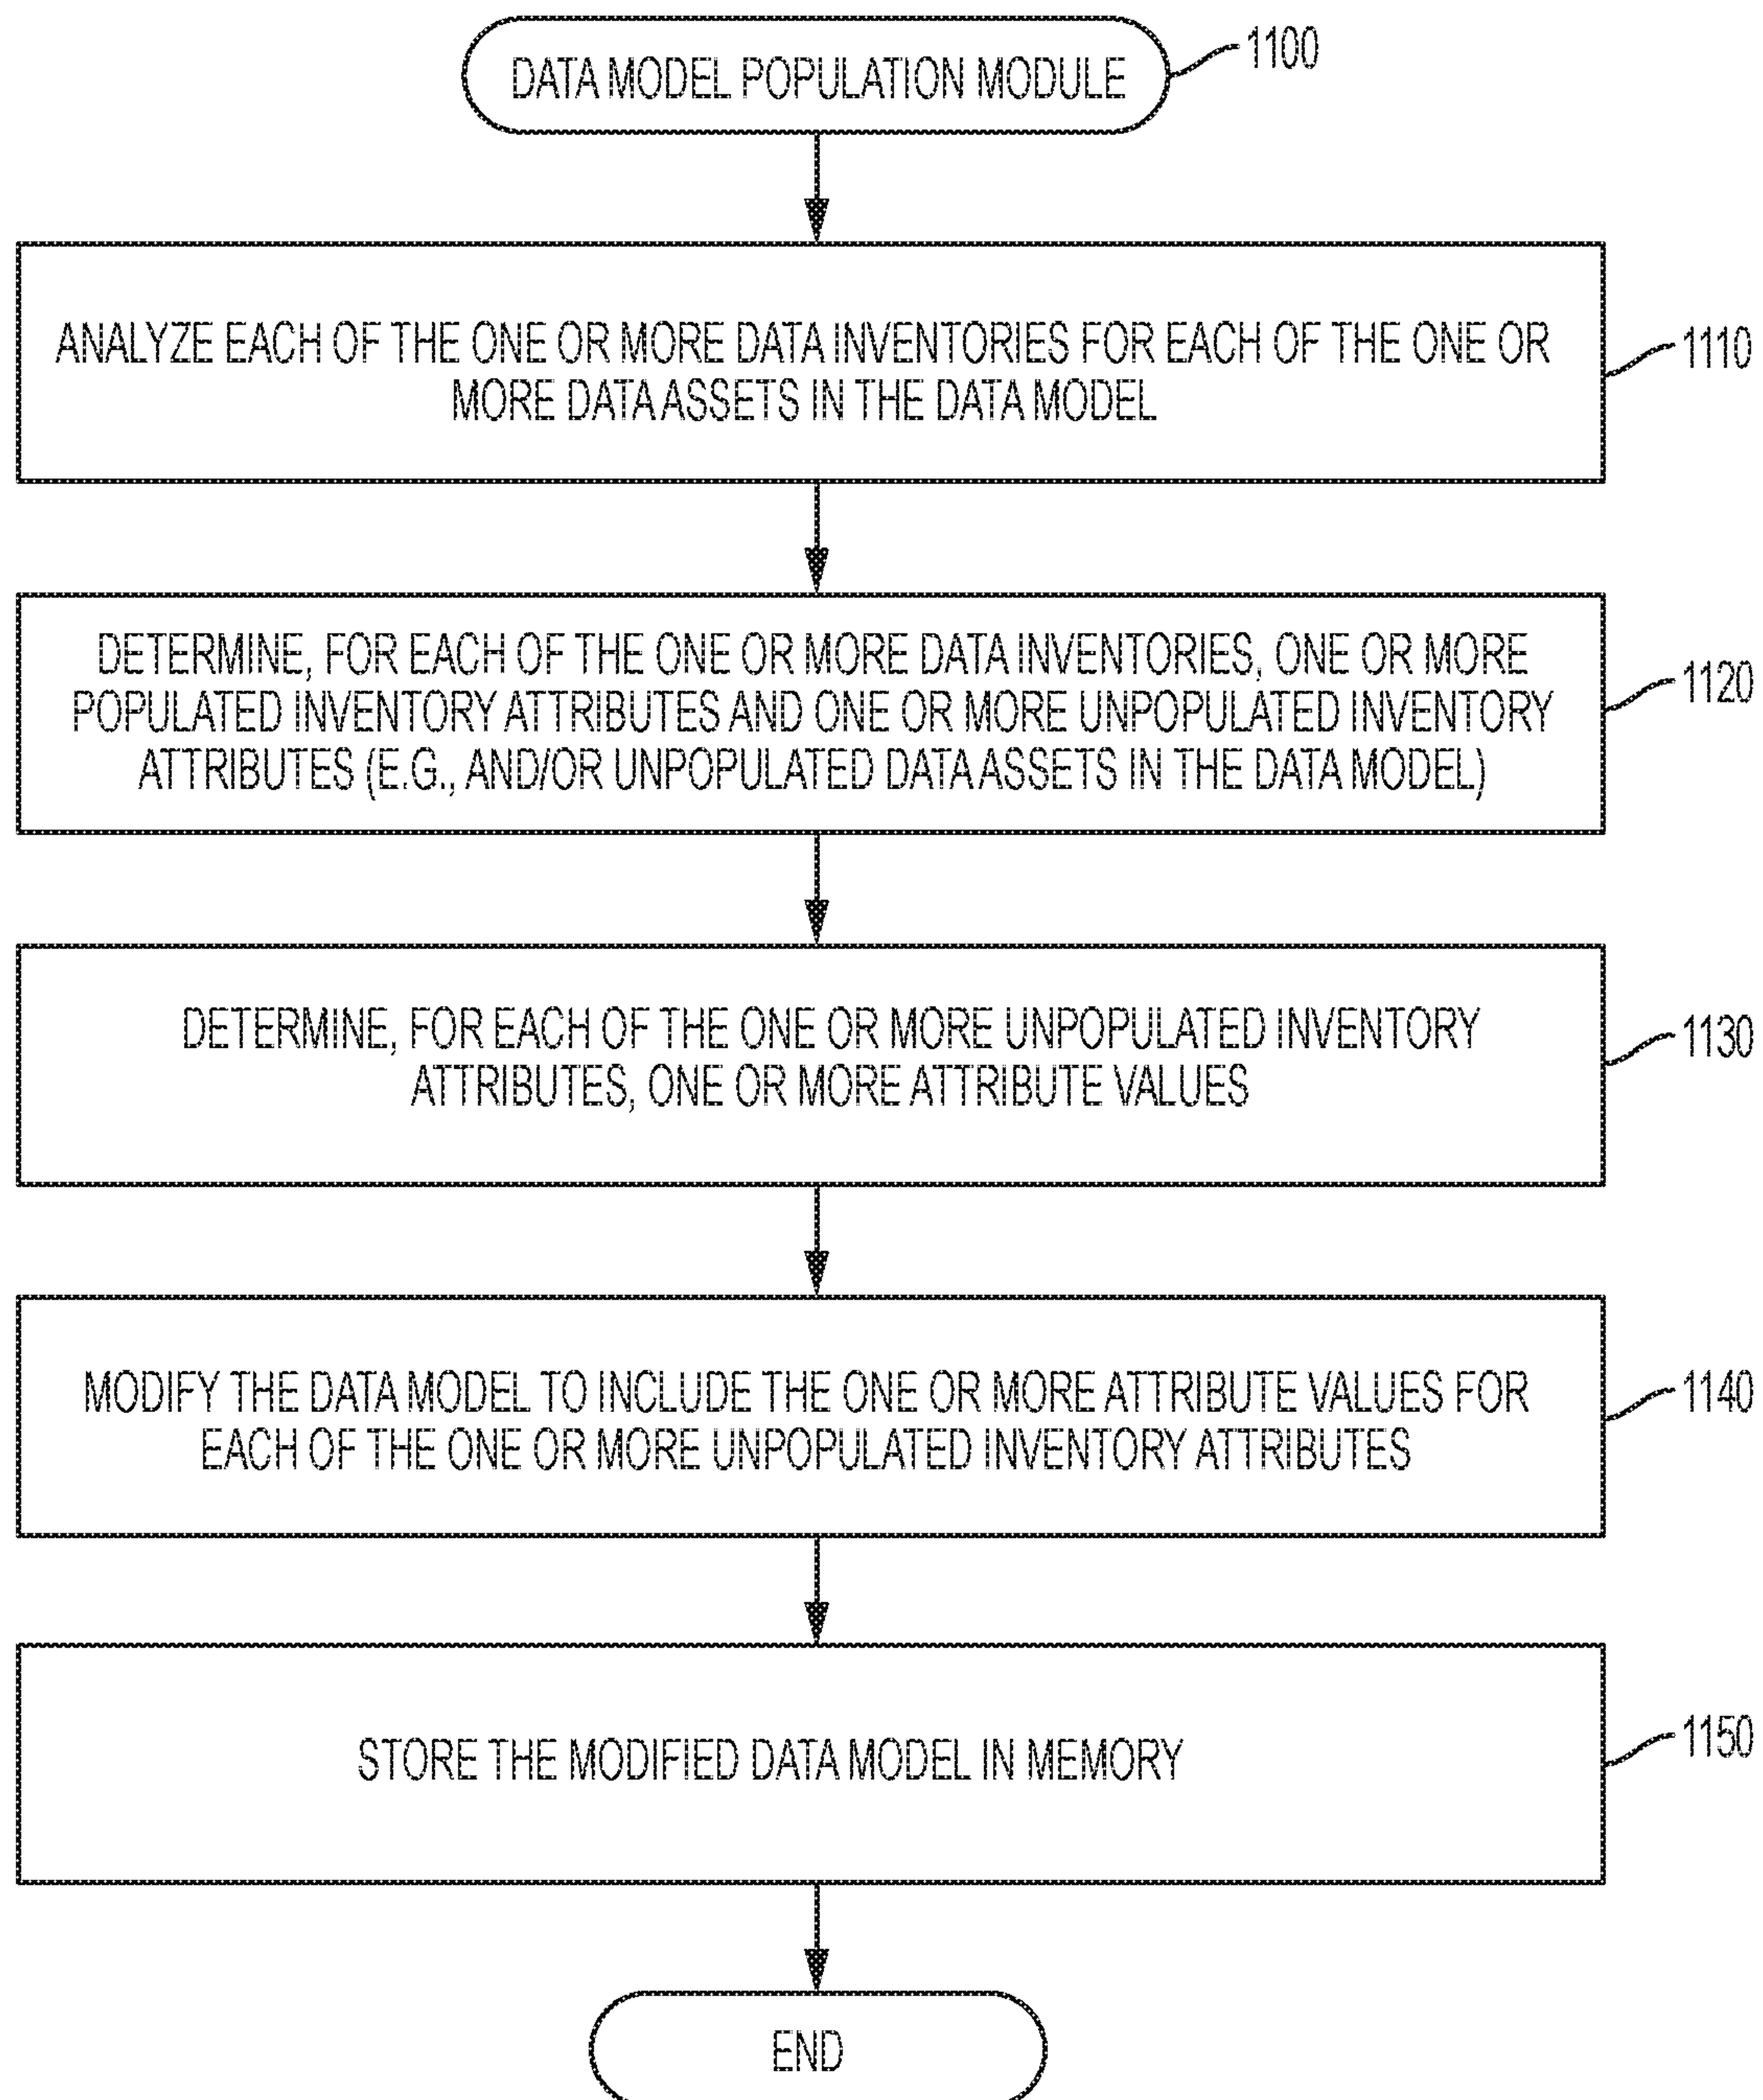 DATA MODEL POPULATION MODULE
1100
ANALYZE EACH OF THE ONE OR MORE DATA INVENTORIES FOR EACH OF THE ONE OR
MORE DATA ASSETS IN THE DATA MODEL
1110
DETERMINE, FOR EACH OF THE ONE OR MORE DATA INVENTORIES, ONE OR MORE
POPULATED INVENTORY ATTRIBUTES AND ONE OR MORE UNPOPULATED INVENTORY
ATTRIBUTES (E.G., AND/OR UNPOPULATED DATA ASSETS IN THE DATA MODEL)
1120
DETERMINE, FOR EACH OF THE ONE OR MORE UNPOPULATED INVENTORY
ATTRIBUTES, ONE OR MORE ATTRIBUTE VALUES
1130
MODIFY THE DATA MODEL TO INCLUDE THE ONE OR MORE ATTRIBUTE VALUES FOR
EACH OF THE ONE OR MORE UNPOPULATED INVENTORY ATTRIBUTES
1140
STORE THE MODIFIED DATA MODEL IN MEMORY
1150
END